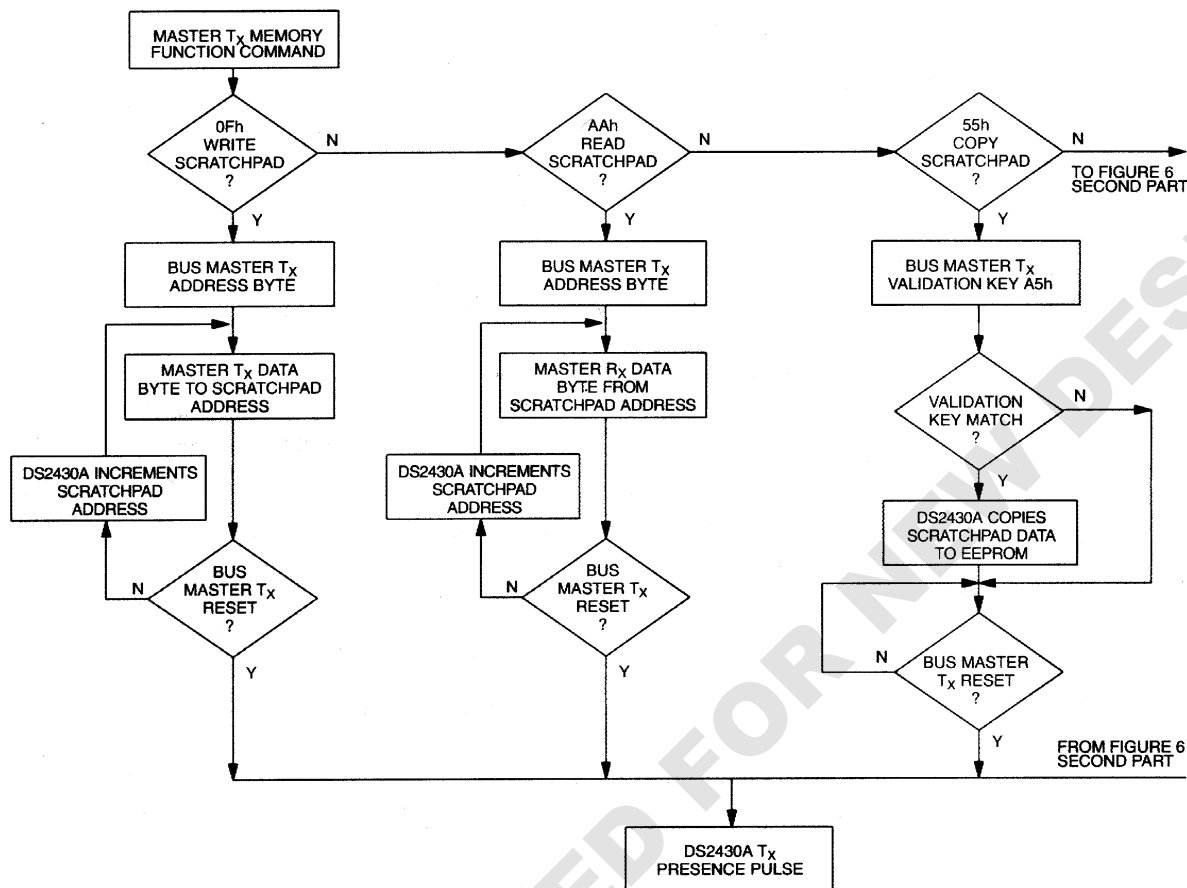 MASTER TX MEMORY
FUNCTION COMMAND
0Fh
WRITE
SCRATCHPAD
?
N
Y
AAh
READ
SCRATCHPAD
?
N
Y
55h
COPY
SCRATCHPAD
?
N
Y
TO FIGURE 6
SECOND PART
BUS MASTER TX
ADDRESS BYTE
BUS MASTER TX
ADDRESS BYTE
BUS MASTER TX
VALIDATION KEY A5h
MASTER TX DATA
BYTE TO SCRATCHPAD
ADDRESS
MASTER RX DATA
BYTE FROM
SCRATCHPAD ADDRESS
VALIDATION
KEY MATCH
?
N
Y
DS2430A INCREMENTS
SCRATCHPAD
ADDRESS
DS2430A INCREMENTS
SCRATCHPAD
ADDRESS
DS2430A COPIES
SCRATCHPAD DATA
TO EEPROM
BUS
MASTER TX
RESET
?
N
Y
BUS
MASTER TX
RESET
?
N
Y
BUS MASTER
TX RESET
?
N
Y
FROM FIGURE 6
SECOND PART
DS2430A TX
PRESENCE PULSE
FOR NEW